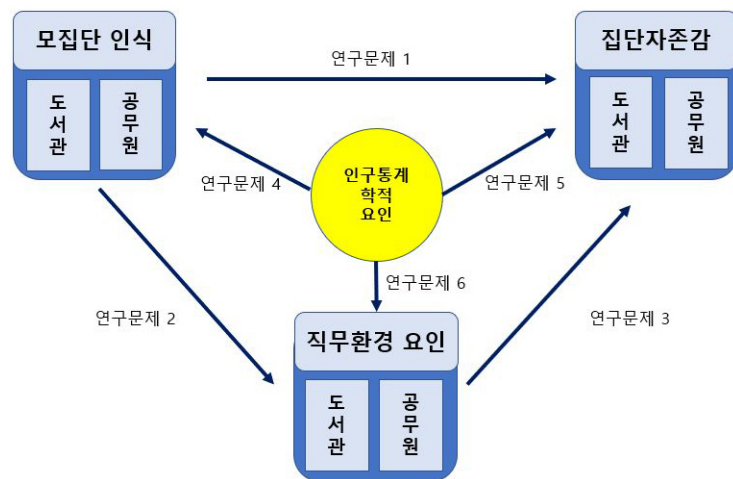 모집단 인식
도서관
공무원
연구문제 1
집단자존감
도서관
공무원
연구문제 4
인구통계
학적
요인
연구문제 5
연구문제 2
연구문제 6
연구문제 3
직무환경 요인
도서관
공무원